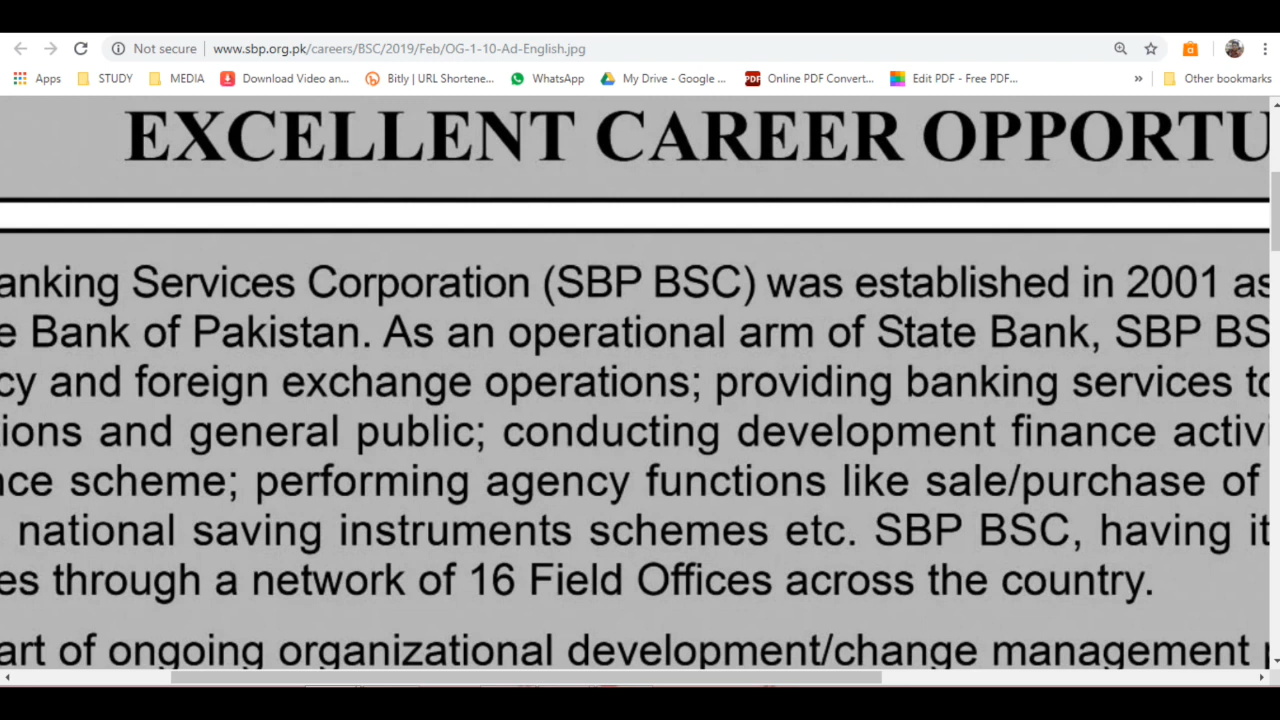 Not secure www.sbp.org.pk/careers/BSC/2019/Feb/OG-1-10-Ad-English.jpg
Apps STUDY MEDIA Download Video an... Bitly | URL Shortene... WhatsApp My Drive - Google ... PDF Online PDF Convert... Edit PDF - Free PDF... » Other bookmarks
EXCELLENT CAREER OPPORTU
anking Services Corporation (SBP BSC) was established in 2001 as
e Bank of Pakistan. As an operational arm of State Bank, SBP BS
cy and foreign exchange operations; providing banking services to
ions and general public; conducting development finance activi
nce scheme; performing agency functions like sale/purchase of
national saving instruments schemes etc. SBP BSC, having it
es through a network of 16 Field Offices across the country.
art of ongoing organizational development/change management